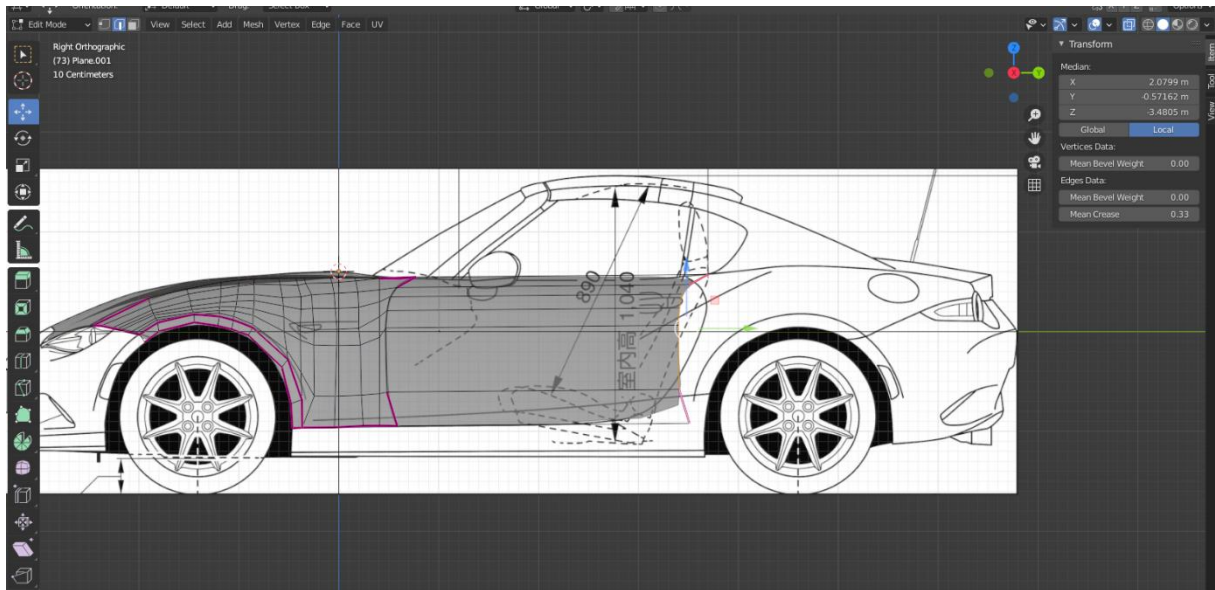 Edit Mode View Select Add Mesh Vertex Edge Face UV
Right Orthographic
(73) Plane.001
10 Centimeters
Transform
Median:
X 2.0799 m
Y -0.57162 m
Z -3.4805 m
Global Local
Vertices Data:
Mean Bevel Weight 0.00
Edges Data:
Mean Bevel Weight 0.00
Mean Crease 0.33
Item
Tool
View
Z
X
Y
890
室内高 1,040